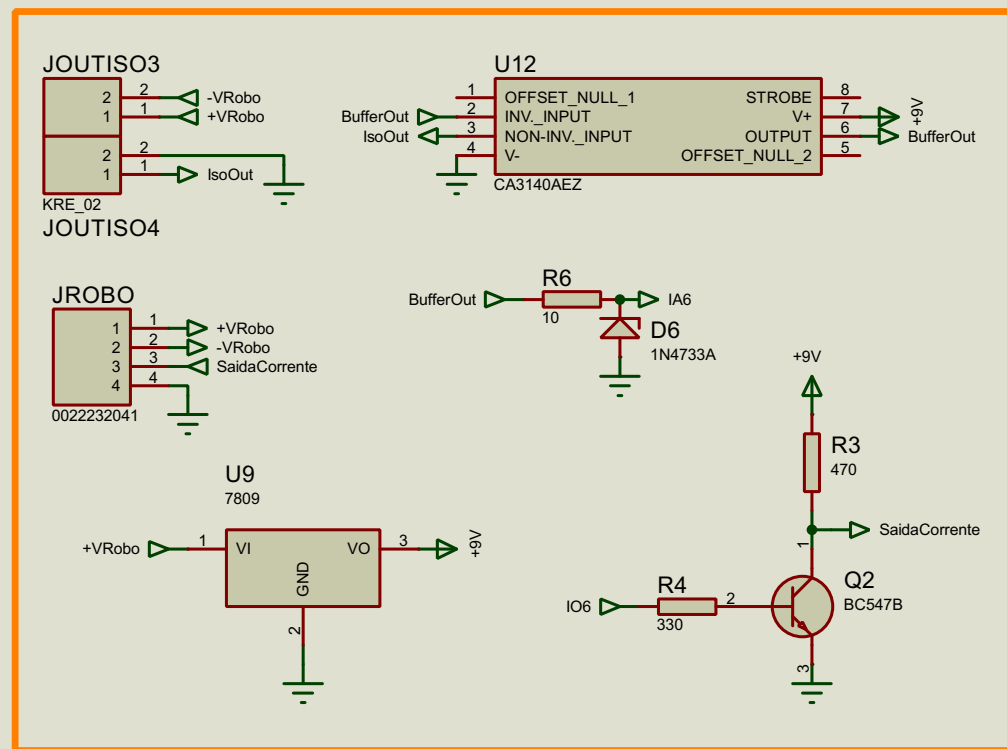 JOUTISO3
2 2 -VRobo
1 1 +VRobo
2 2
1 1 IsoOut
KRE_02
JOUTISO4
U12
1 OFFSET_NULL_1 STROBE 8
BufferOut 2 INV._INPUT V+ 7 +9V
IsoOut 3 NON-INV._INPUT OUTPUT 6 BufferOut
4 V- OFFSET_NULL_2 5
CA3140AEZ
JROBO
1 1 +VRobo
2 2 -VRobo
3 3 SaidaCorrente
4 4
0022232041
R6
BufferOut IA6
10
D6
1N4733A
+9V
R3
470
SaidaCorrente
1
Q2
BC547B
R4
IO6 2
330
3
U9
7809
+VRobo 1 VI VO 3 +9V
GND
2